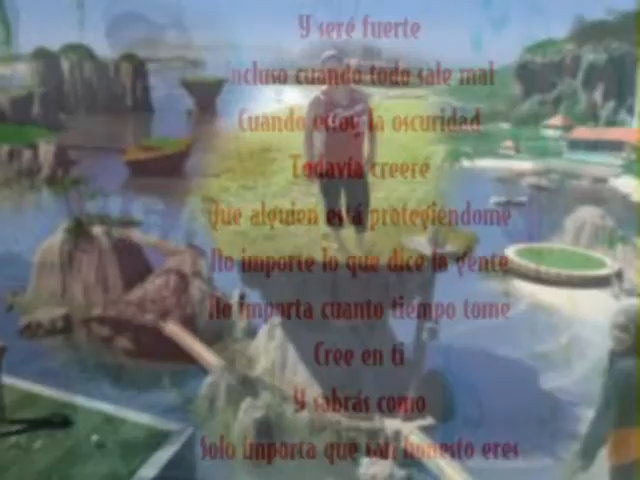 Y seré fuerte
incluso cuando todo sale mal
Cuando estoy la oscuridad
Todavía creeré
Que alguien está protegiendome
No importe lo que dice la gente
No importa cuanto tiempo tome
Cree en ti
Y sabrás como
Solo importa que tan honesto eres